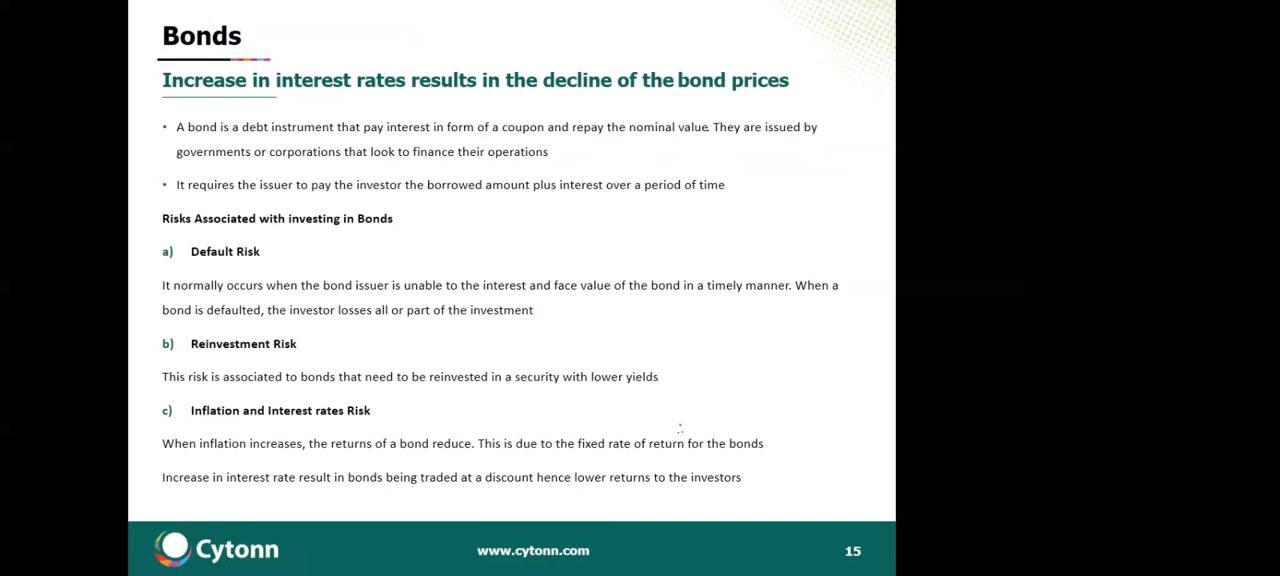 Bonds
Increase in interest rates results in the decline of the bond prices
• A bond is a debt instrument that pay interest in form of a coupon and repay the nominal value. They are issued by
governments or corporations that look to finance their operations
• It requires the issuer to pay the investor the borrowed amount plus interest over a period of time
Risks Associated with investing in Bonds
a) Default Risk
It normally occurs when the bond issuer is unable to the interest and face value of the bond in a timely manner. When a
bond is defaulted, the investor losses all or part of the investment
b) Reinvestment Risk
This risk is associated to bonds that need to be reinvested in a security with lower yields
c) Inflation and Interest rates Risk
When inflation increases, the returns of a bond reduce. This is due to the fixed rate of return for the bonds
Increase in interest rate result in bonds being traded at a discount hence lower returns to the investors
Cytonn www.cytonn.com 15